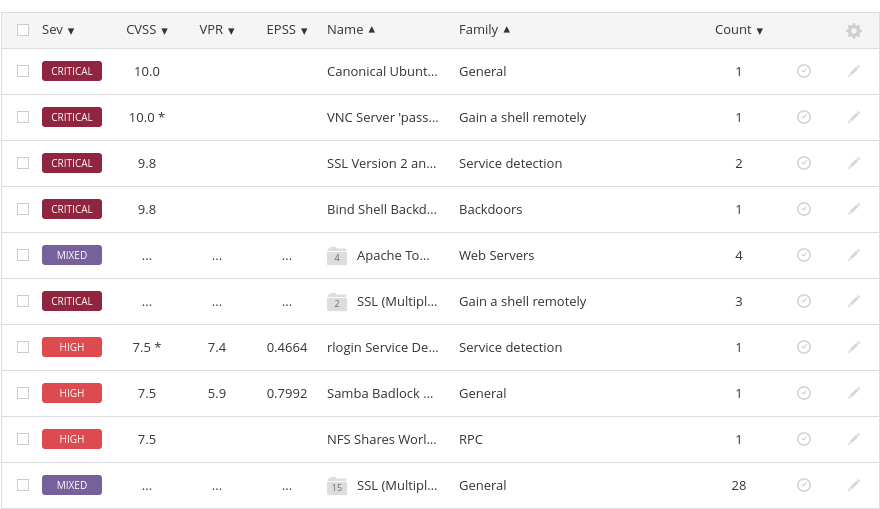 Sev ▼ CVSS ▼ VPR ▼ EPSS ▼ Name ▲ Family ▲ Count ▼
CRITICAL 10.0 Canonical Ubunt... General 1
CRITICAL 10.0 * VNC Server 'pass... Gain a shell remotely 1
CRITICAL 9.8 SSL Version 2 an... Service detection 2
CRITICAL 9.8 Bind Shell Backd... Backdoors 1
MIXED ... ... ... 4 Apache To... Web Servers 4
CRITICAL ... ... ... 2 SSL (Multipl... Gain a shell remotely 3
HIGH 7.5 * 7.4 0.4664 rlogin Service De... Service detection 1
HIGH 7.5 5.9 0.7992 Samba Badlock ... General 1
HIGH 7.5 NFS Shares Worl... RPC 1
MIXED ... ... ... 15 SSL (Multipl... General 28